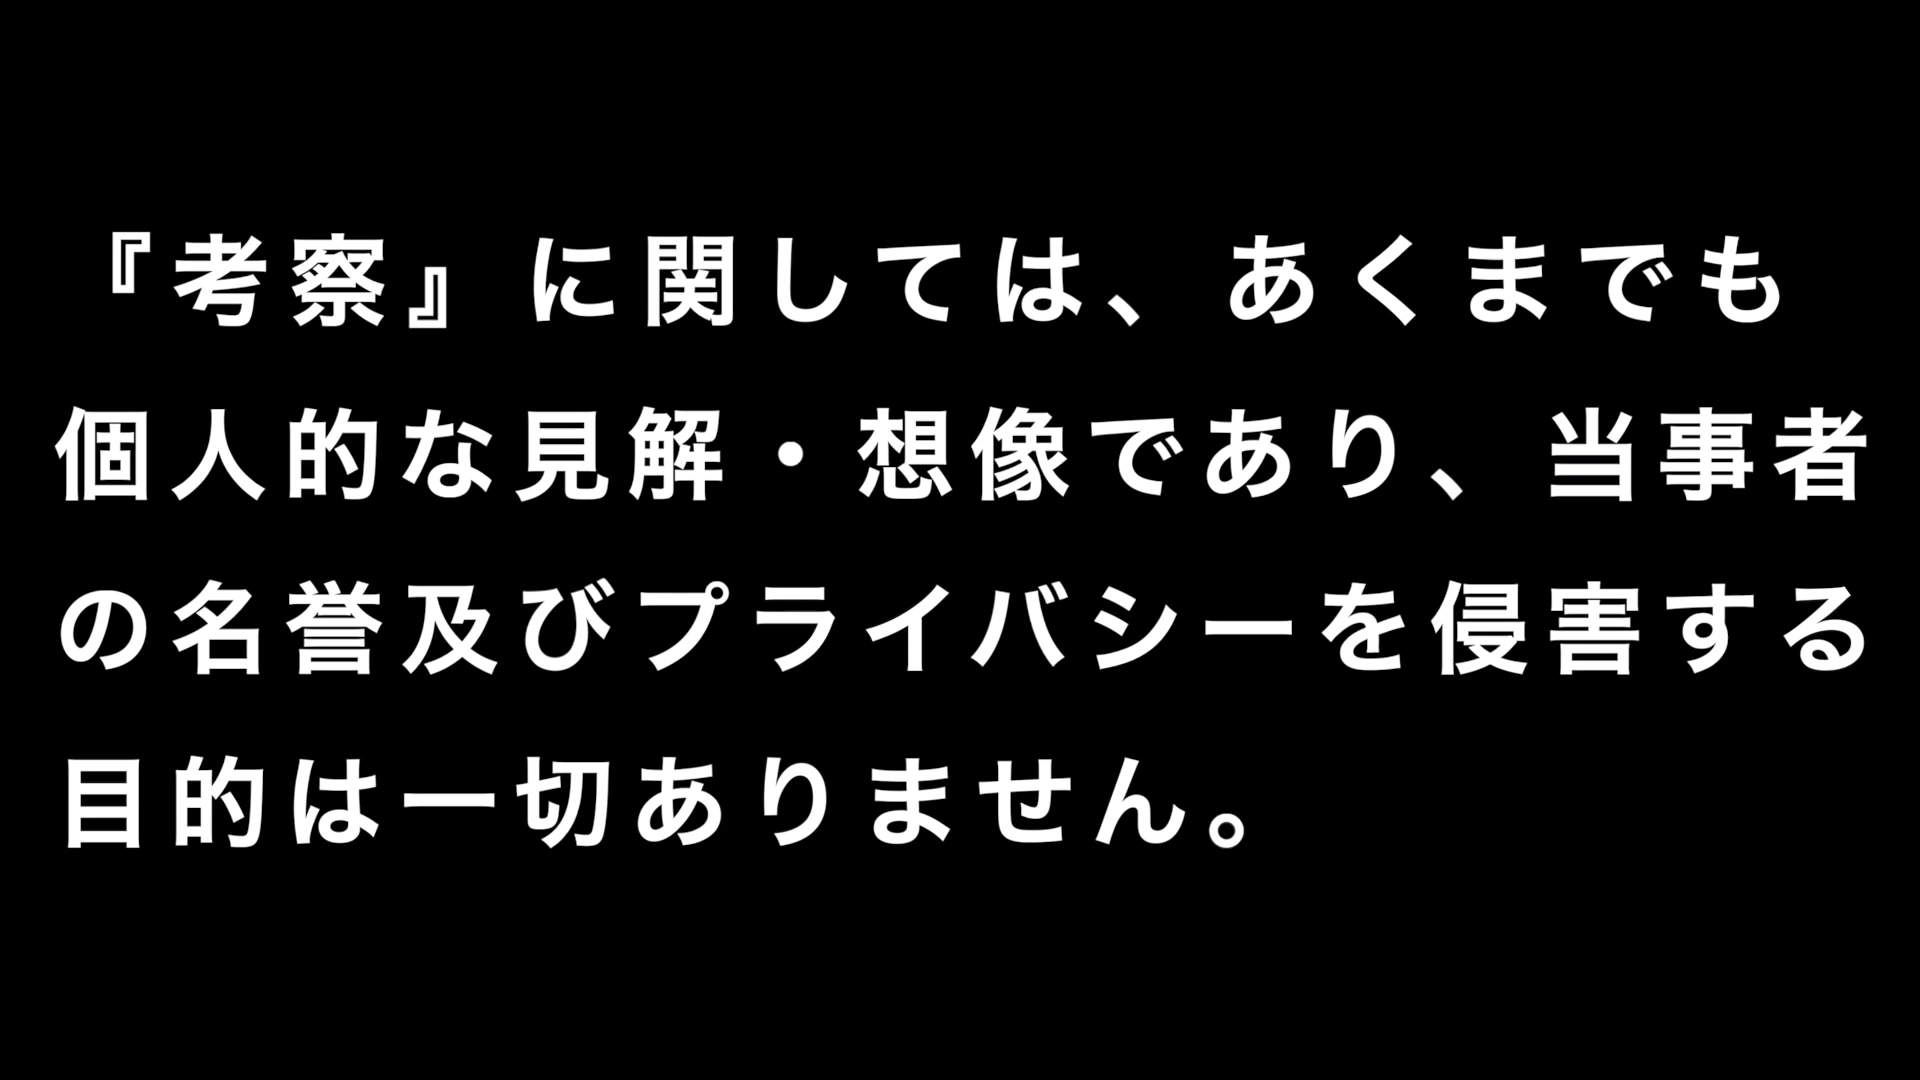 『考察』に関しては、あくまでも
個人的な見解・想像であり、当事者
の名誉及びプライバシーを侵害する
目的は一切ありません。